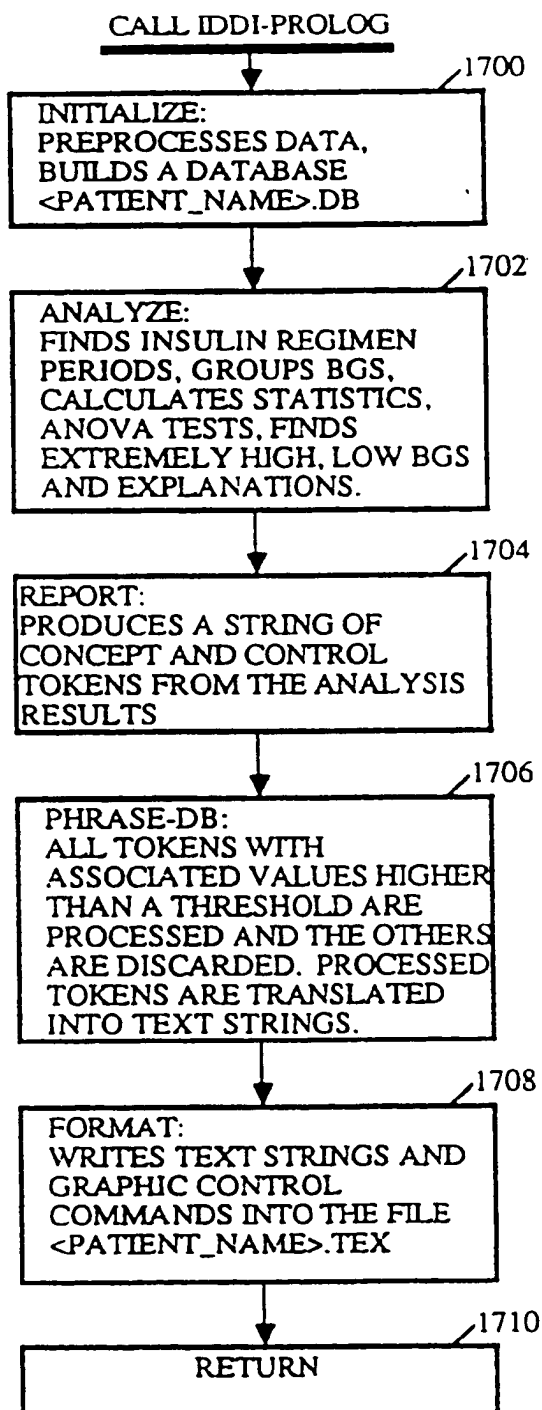 CALL IDDI-PROLOG
1700
INITIALIZE:
PREPROCESSES DATA,
BUILDS A DATABASE
<PATIENT_NAME>.DB
1702
ANALYZE:
FINDS INSULIN REGIMEN
PERIODS, GROUPS BGS,
CALCULATES STATISTICS,
ANOVA TESTS, FINDS
EXTREMELY HIGH, LOW BGS
AND EXPLANATIONS.
1704
REPORT:
PRODUCES A STRING OF
CONCEPT AND CONTROL
TOKENS FROM THE ANALYSIS
RESULTS
1706
PHRASE-DB:
ALL TOKENS WITH
ASSOCIATED VALUES HIGHER
THAN A THRESHOLD ARE
PROCESSED AND THE OTHERS
ARE DISCARDED. PROCESSED
TOKENS ARE TRANSLATED
INTO TEXT STRINGS.
1708
FORMAT:
WRITES TEXT STRINGS AND
GRAPHIC CONTROL
COMMANDS INTO THE FILE
<PATIENT_NAME>.TEX
1710
RETURN